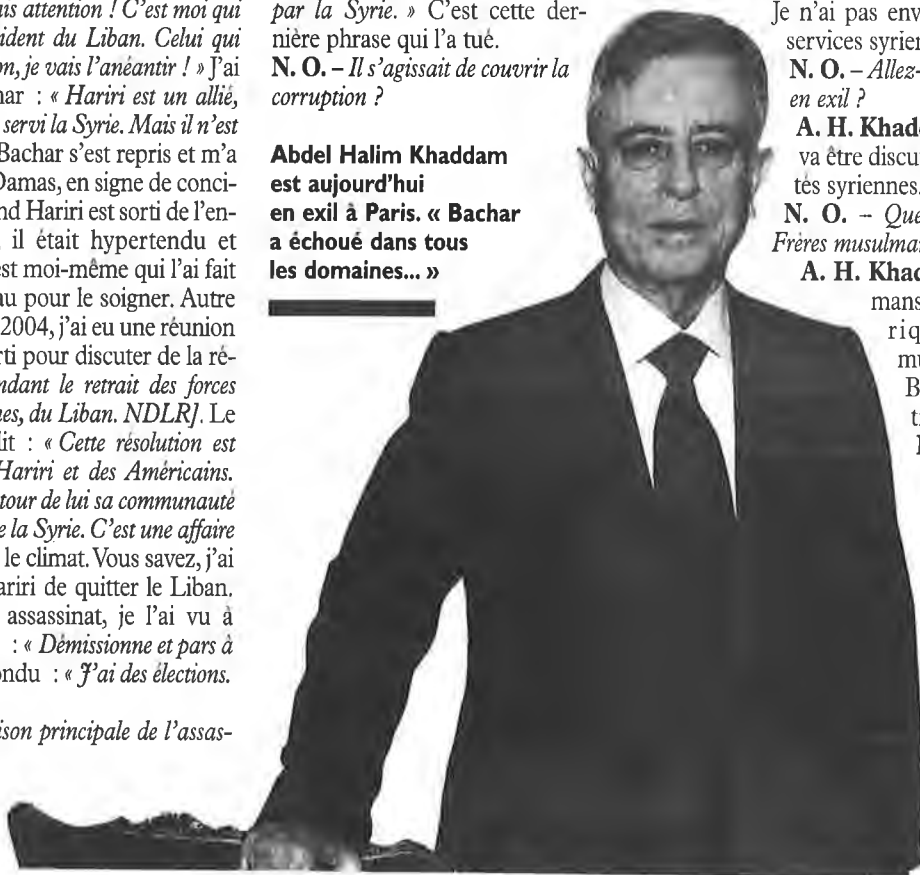 is attention ! C'est moi qui
ident du Liban. Celui qui
n, je vais l'anéantir ! » J'ai
nar : « Hariri est un allié,
servi la Syrie. Mais il n'est
Bachar s'est repris et m'a
Damas, en signe de conci-
nd Hariri est sorti de l'en-
il était hypertendu et
est moi-même qui l'ai fait
au pour le soigner. Autre
2004, j'ai eu une réunion
rti pour discuter de la ré-
ndant le retrait des forces
nes, du Liban. NDLR]. Le
lit : « Cette résolution est
Hariri et des Américains.
tour de lui sa communauté
e la Syrie. C'est une affaire
le climat. Vous savez, j'ai
ariri de quitter le Liban.
assassinat, je l'ai vu à
: « Démissionne et pars à
ondu : « J'ai des élections.
ison principale de l'assas-
par la Syrie. » C'est cette der-
nière phrase qui l'a tué.
N. O. – Il s'agissait de couvrir la
corruption ?
Abdel Halim Khaddam
est aujourd'hui
en exil à Paris. « Bachar
a échoué dans tous
les domaines... »
Je n'ai pas env
services syrien
N. O. – Allez-
en exil ?
A. H. Khad
va être discu
tés syriennes.
N. O. – Que
Frères musulma
A. H. Khad
mans
riq
mu
B
t